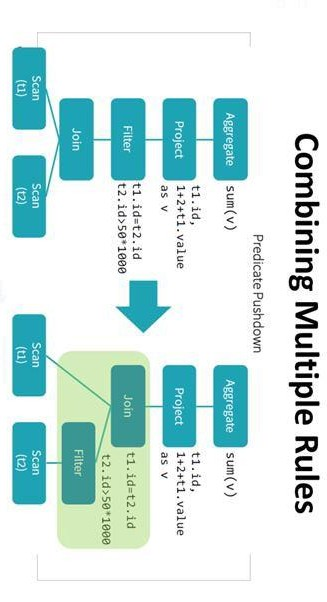 Combining Multiple Rules
Predicate Pushdown
Aggregate
sum(v)
Project
t1.id,
1+2+t1.value
as v
Filter
t1.id=t2.id
t2.id>50*1000
Join
Scan
(t1)
Scan
(t2)
Aggregate
sum(v)
Project
t1.id,
1+2+t1.value
as v
Join
t1.id=t2.id
t2.id>50*1000
Filter
Scan
(t1)
Scan
(t2)